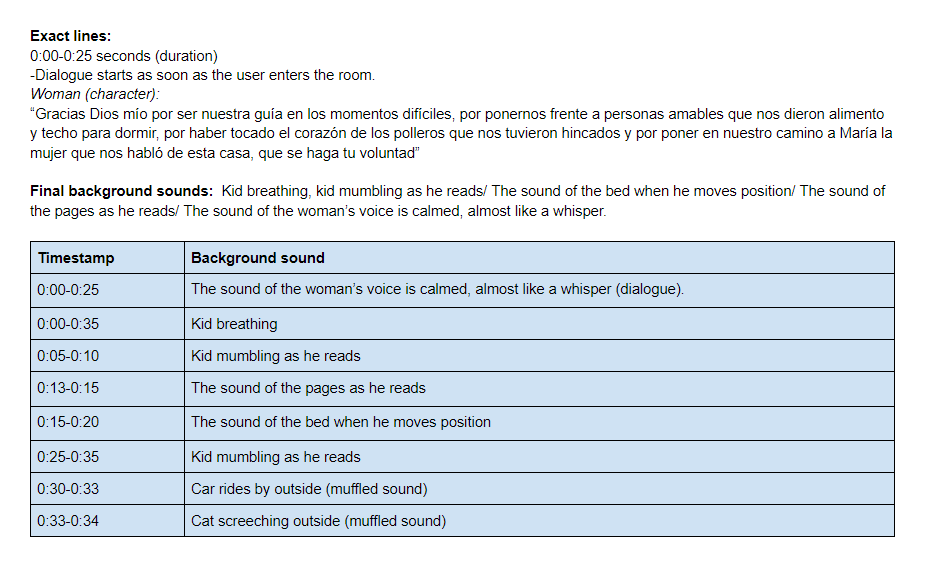 Exact lines:
0:00-0:25 seconds (duration)
-Dialogue starts as soon as the user enters the room.
Woman (character):
“Gracias Dios mío por ser nuestra guía en los momentos difíciles, por ponernos frente a personas amables que nos dieron alimento
y techo para dormir, por haber tocado el corazón de los polleros que nos tuvieron hincados y por poner en nuestro camino a María la
mujer que nos habló de esta casa, que se haga tu voluntad”
Final background sounds:  Kid breathing, kid mumbling as he reads/ The sound of the bed when he moves position/ The sound of
the pages as he reads/ The sound of the woman’s voice is calmed, almost like a whisper.
Timestamp Background sound
0:00-0:25 The sound of the woman’s voice is calmed, almost like a whisper (dialogue).
0:00-0:35 Kid breathing
0:05-0:10 Kid mumbling as he reads
0:13-0:15 The sound of the pages as he reads
0:15-0:20 The sound of the bed when he moves position
0:25-0:35 Kid mumbling as he reads
0:30-0:33 Car rides by outside (muffled sound)
0:33-0:34 Cat screeching outside (muffled sound)